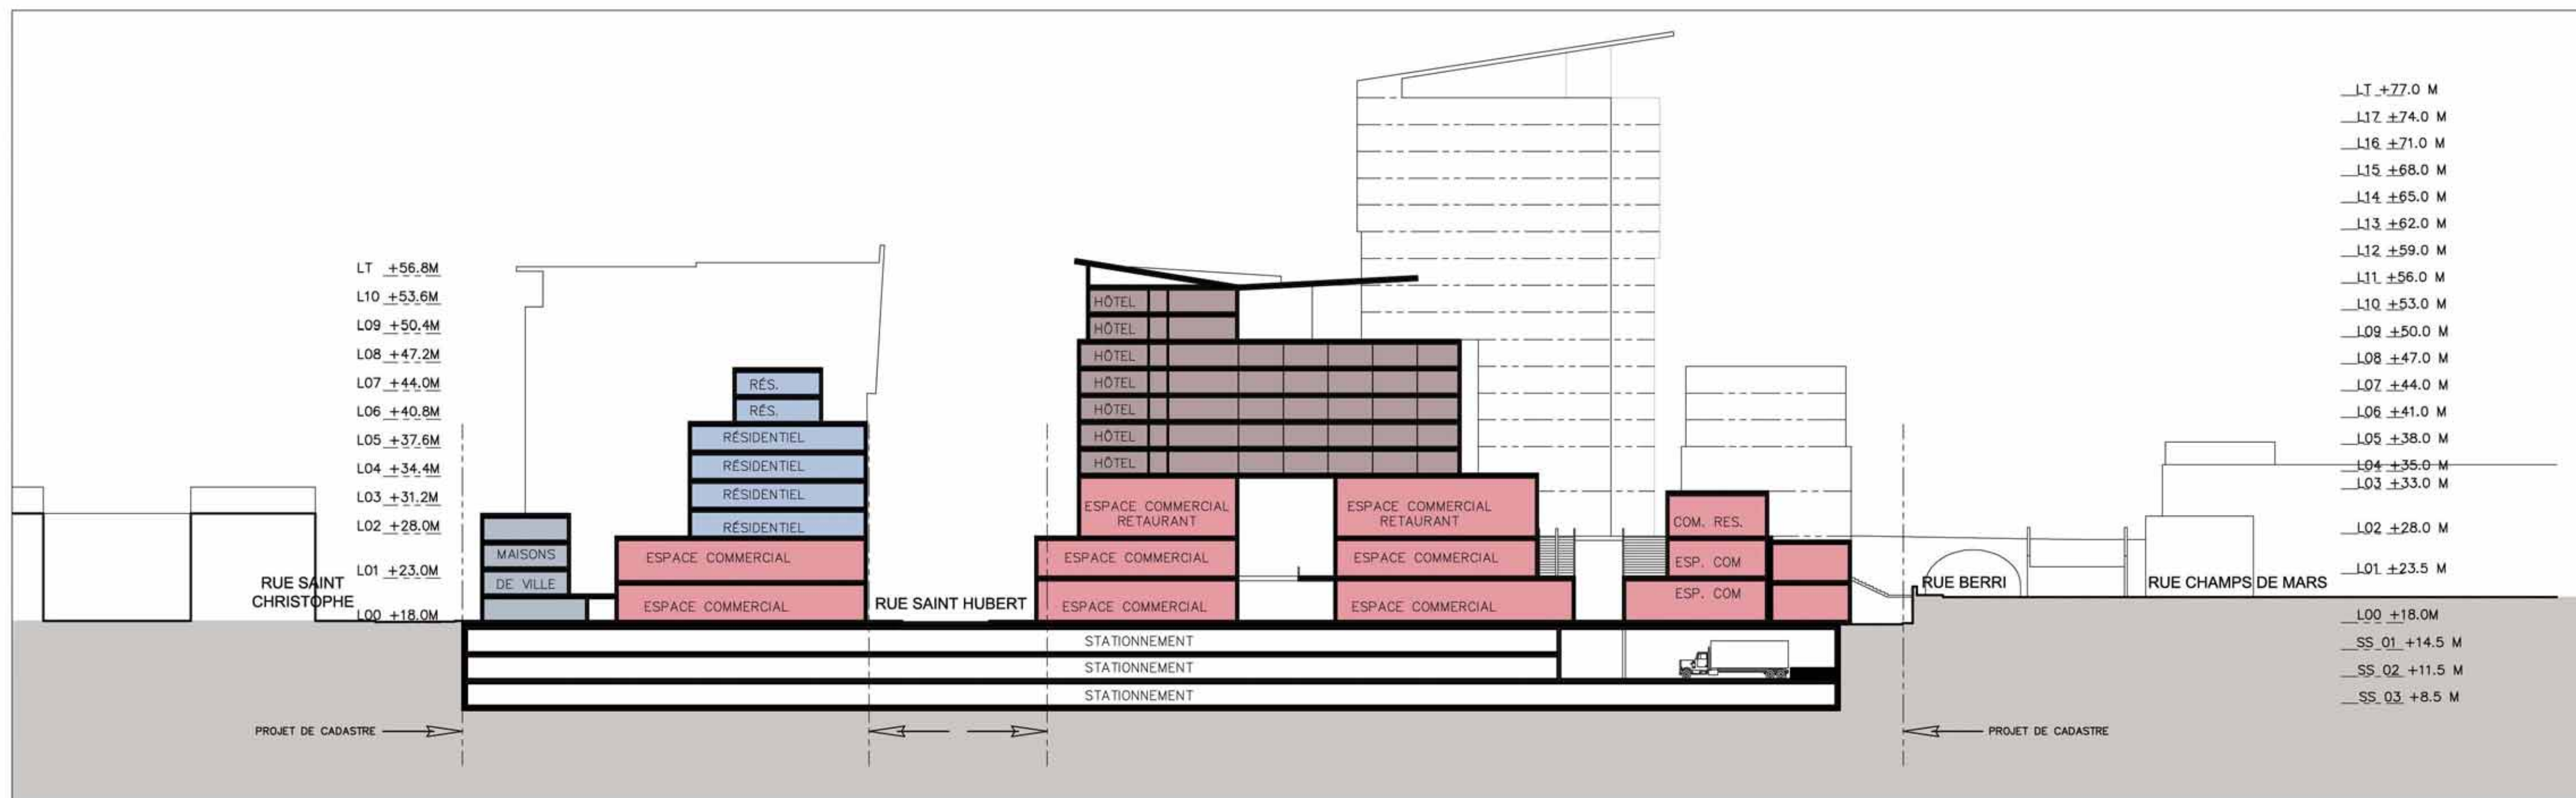 LT +56.8M
L10 +53.6M
L09 +50.4M
L08 +47.2M
L07 +44.0M
L06 +40.8M
L05 +37.6M
L04 +34.4M
L03 +31.2M
L02 +28.0M
L01 +23.0M
L00 +18.0M
RUE SAINT
CHRISTOPHE
MAISONS
DE VILLE
RÉS.
RÉS.
RÉSIDENTIEL
RÉSIDENTIEL
RÉSIDENTIEL
RÉSIDENTIEL
ESPACE COMMERCIAL
ESPACE COMMERCIAL
RUE SAINT HUBERT
HÔTEL
HÔTEL
HÔTEL
HÔTEL
HÔTEL
HÔTEL
HÔTEL
ESPACE COMMERCIAL
RETAURANT
ESPACE COMMERCIAL
ESPACE COMMERCIAL
ESPACE COMMERCIAL
RETAURANT
ESPACE COMMERCIAL
ESPACE COMMERCIAL
COM. RES.
ESP. COM
ESP. COM
RUE BERRI
RUE CHAMPS DE MARS
LT +77.0 M
L17 +74.0 M
L16 +71.0 M
L15 +68.0 M
L14 +65.0 M
L13 +62.0 M
L12 +59.0 M
L11 +56.0 M
L10 +53.0 M
L09 +50.0 M
L08 +47.0 M
L07 +44.0 M
L06 +41.0 M
L05 +38.0 M
L04 +35.0 M
L03 +33.0 M
L02 +28.0 M
L01 +23.5 M
L00 +18.0M
SS 01 +14.5 M
SS 02 +11.5 M
SS 03 +8.5 M
STATIONNEMENT
STATIONNEMENT
STATIONNEMENT
PROJET DE CADASTRE
PROJET DE CADASTRE